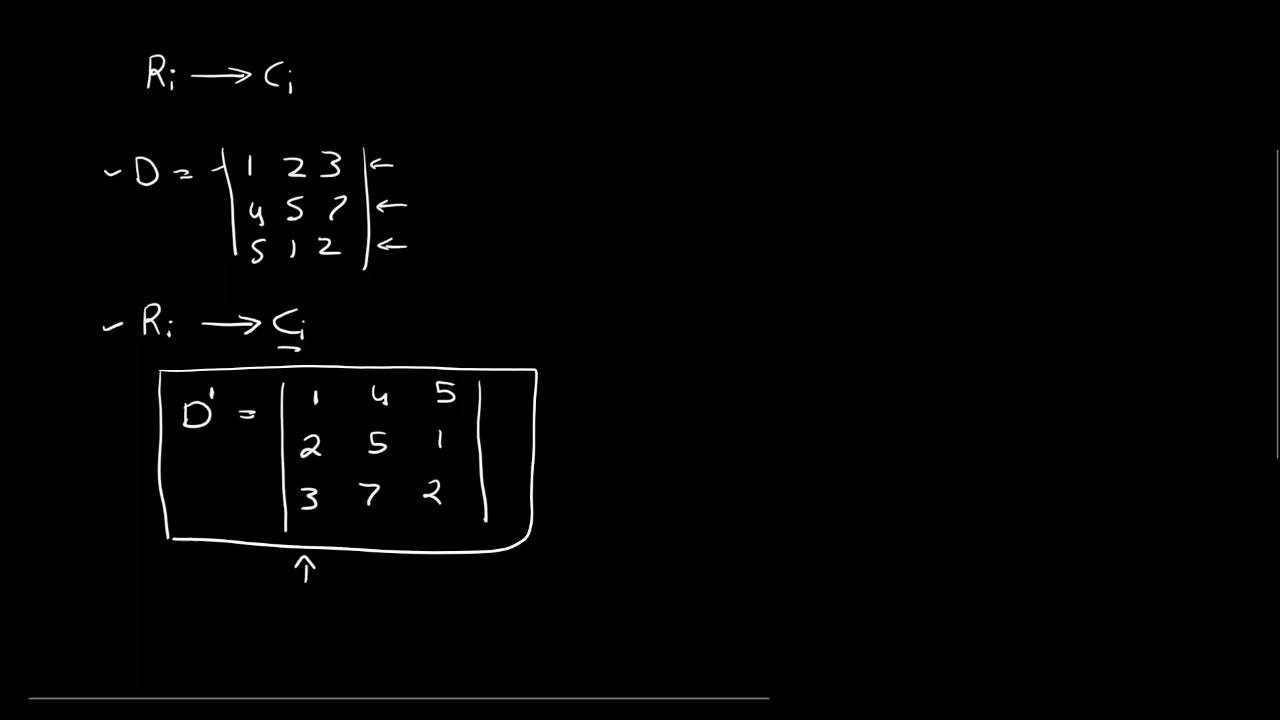 Ri → Ci
✓ D = | 1 2 3 | ←
| 4 5 7 | ←
| 5 1 2 | ←
✓ Ri → Ci
D' = | 1 4 5 |
| 2 5 1 |
| 3 7 2 |
↑